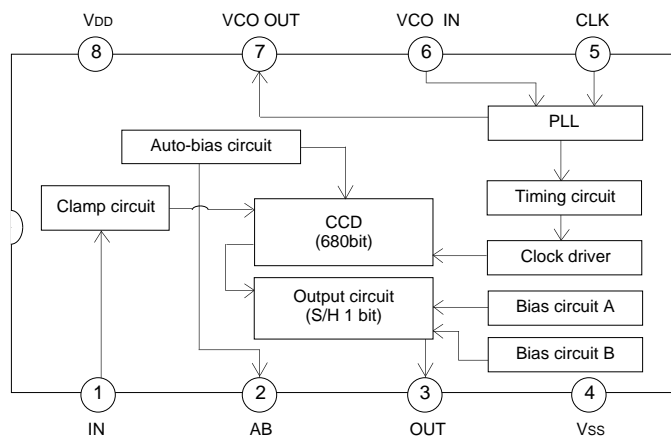 VDD
VCO OUT
VCO IN
CLK
8
7
6
5
PLL
Auto-bias circuit
Timing circuit
Clamp circuit
CCD
(680bit)
Clock driver
Output circuit
(S/H 1 bit)
Bias circuit A
Bias circuit B
1
2
3
4
IN
AB
OUT
VSS